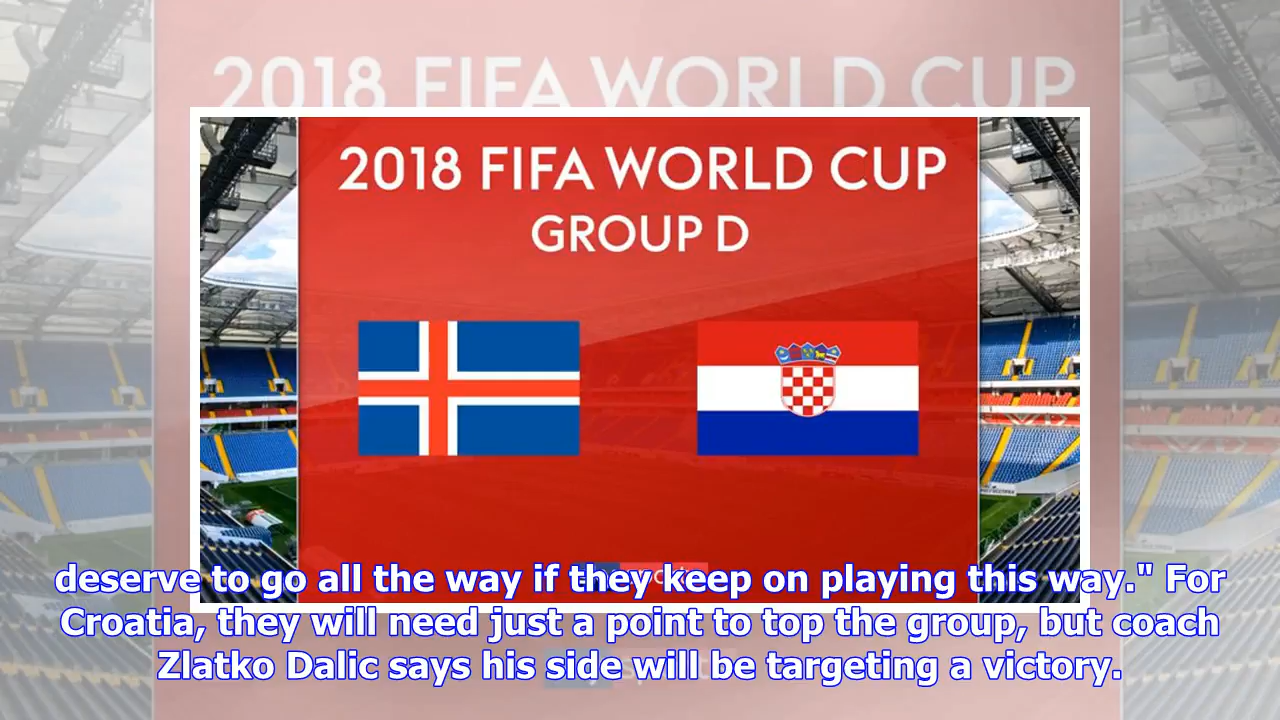 2018 FIFA WORLD CUP
2018 FIFA WORLD CUP
GROUP D
deserve to go all the way if they keep on playing this way." For
Croatia, they will need just a point to top the group, but coach
Zlatko Dalic says his side will be targeting a victory.